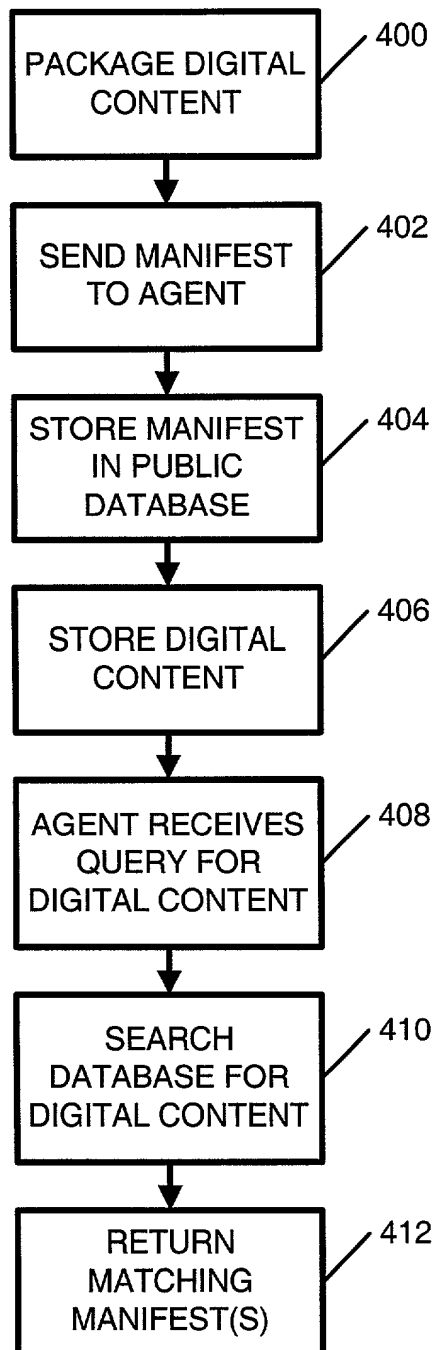 PACKAGE DIGITAL
CONTENT
400
SEND MANIFEST
TO AGENT
402
STORE MANIFEST
IN PUBLIC
DATABASE
404
STORE DIGITAL
CONTENT
406
AGENT RECEIVES
QUERY FOR
DIGITAL CONTENT
408
SEARCH
DATABASE FOR
DIGITAL CONTENT
410
RETURN
MATCHING
MANIFEST(S)
412